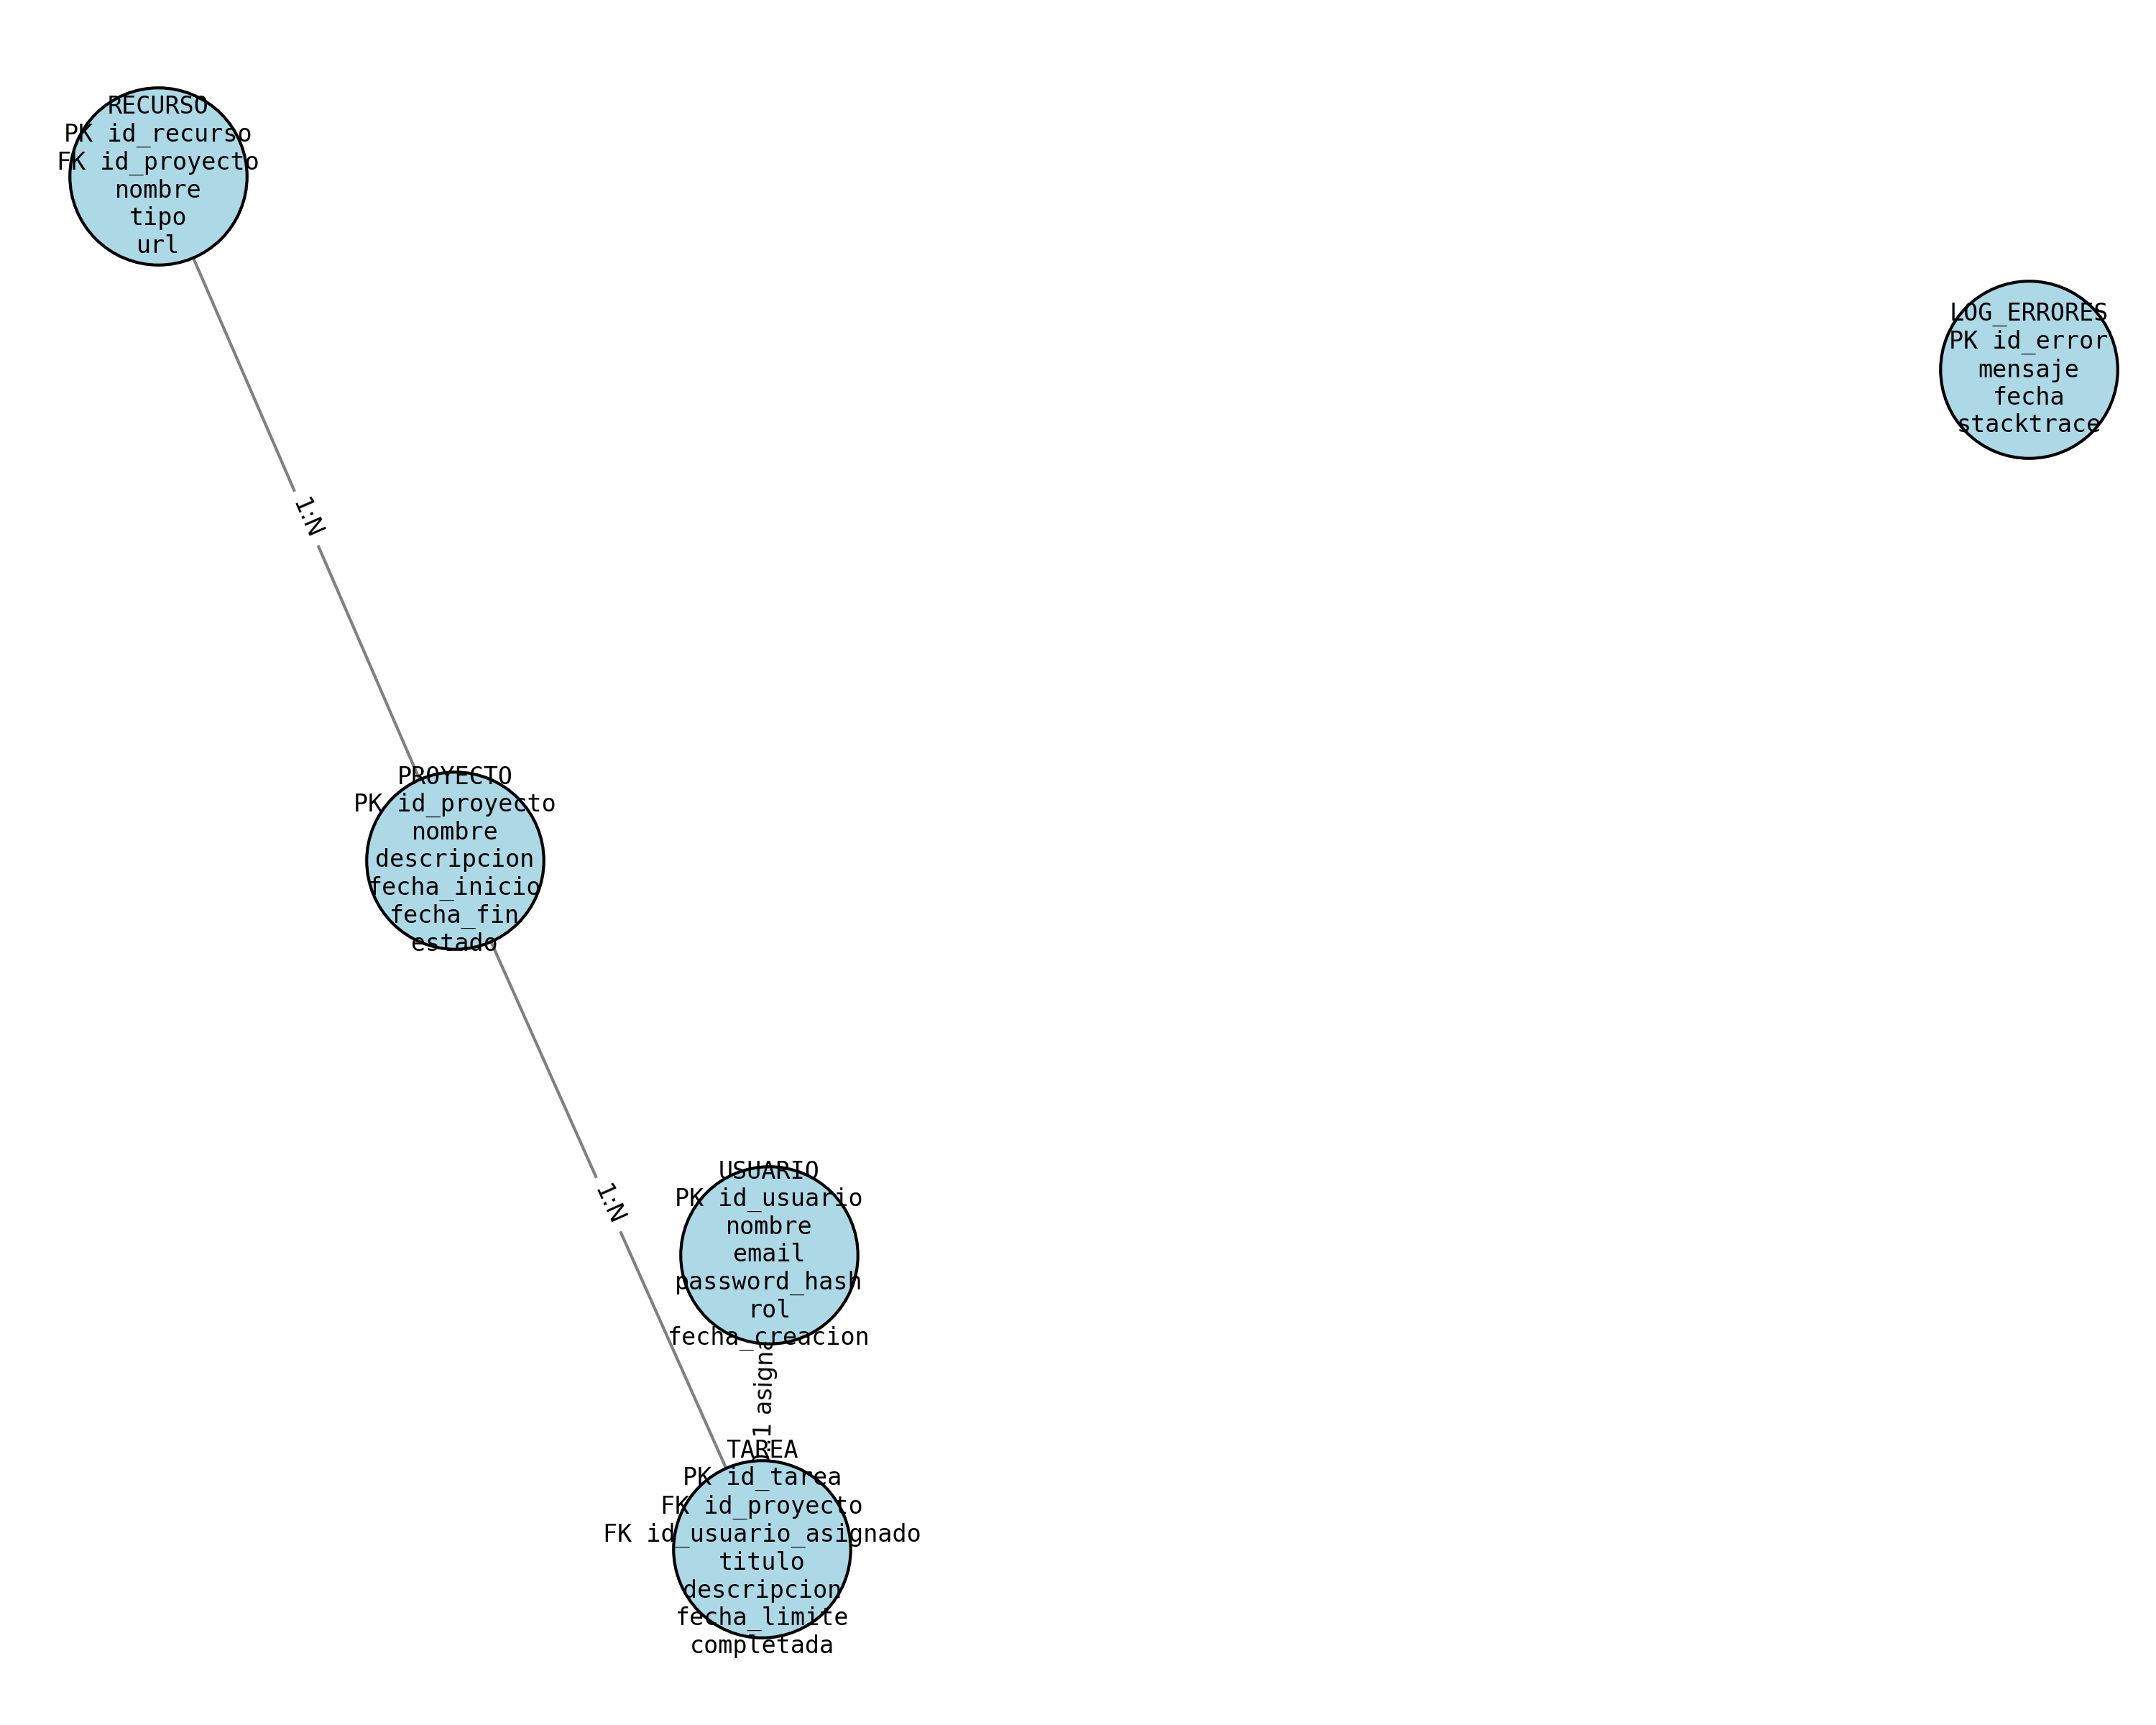 RECURSO
PK id_recurso
FK id_proyecto
nombre
tipo
url
LOG_ERRORES
PK id_error
mensaje
fecha
stacktrace
1:N
PROYECTO
PK id_proyecto
nombre
descripcion
fecha_inicio
fecha_fin
estado
1:N
USUARIO
PK id_usuario
nombre
email
password_hash
rol
fecha_creacion
:1 asigna
TAREA
PK id_tarea
FK id_proyecto
FK id_usuario_asignado
titulo
descripcion
fecha_limite
completada